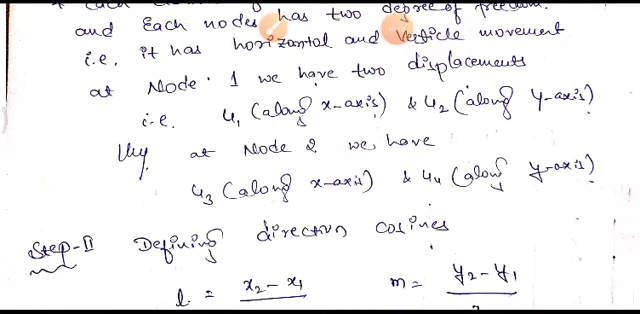 and Each nodes has two degree of freedom.
i.e. it has horizontal and verticle movement
at Node. 1 we have two displacements
i.e. u₁ (along x-axis) & u₂ (along y-axis)
llly at Node 2 we have
u₃ (along x-axis) & u₄ (along y-axis)
Step-II Defining direction cosines
l = x₂ - x₁ m = y₂ - y₁